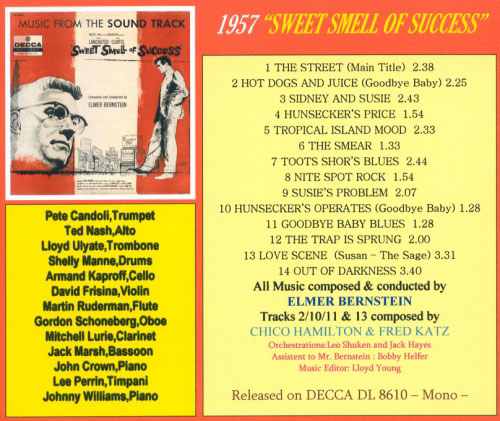 MUSIC FROM THE SOUND TRACK
DECCA
LANCASTER CURTIS
SWEET SMELL OF SUCCESS
Composed and Conducted by
ELMER BERNSTEIN
Pete Candoli,Trumpet
Ted Nash,Alto
Lloyd Ulyate,Trombone
Shelly Manne,Drums
Armand Kaproff,Cello
David Frisina,Violin
Martin Ruderman,Flute
Gordon Schoneberg,Oboe
Mitchell Lurie,Clarinet
Jack Marsh,Bassoon
John Crown,Piano
Lee Perrin,Timpani
Johnny Williams,Piano
1957 "SWEET SMELL OF SUCCESS"
1 THE STREET (Main Title) 2.38
2 HOT DOGS AND JUICE (Goodbye Baby) 2.25
3 SIDNEY AND SUSIE 2.43
4 HUNSECKER'S PRICE 1.54
5 TROPICAL ISLAND MOOD 2.33
6 THE SMEAR 1.33
7 TOOTS SHOR'S BLUES 2.44
8 NITE SPOT ROCK 1.54
9 SUSIE'S PROBLEM 2.07
10 HUNSECKER'S OPERATES (Goodbye Baby) 1.28
11 GOODBYE BABY BLUES 1.28
12 THE TRAP IS SPRUNG 2.00
13 LOVE SCENE (Susan - The Sage) 3.31
14 OUT OF DARKNESS 3.40
All Music composed & conducted by
ELMER BERNSTEIN
Tracks 2/10/11 & 13 composed by
CHICO HAMILTON & FRED KATZ
Orchestrations:Leo Shuken and Jack Hayes
Assistent to Mr. Bernstein : Bobby Helfer
Music Editor: Lloyd Young
Released on DECCA DL 8610 – Mono –